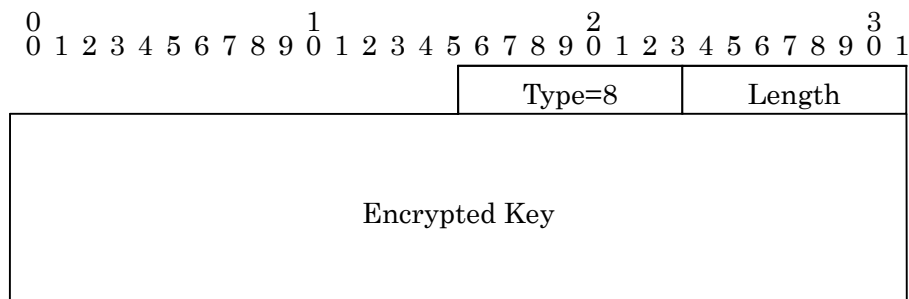 0 1 2 3
0 1 2 3 4 5 6 7 8 9 0 1 2 3 4 5 6 7 8 9 0 1 2 3 4 5 6 7 8 9 0 1
Type=8 Length
Encrypted Key